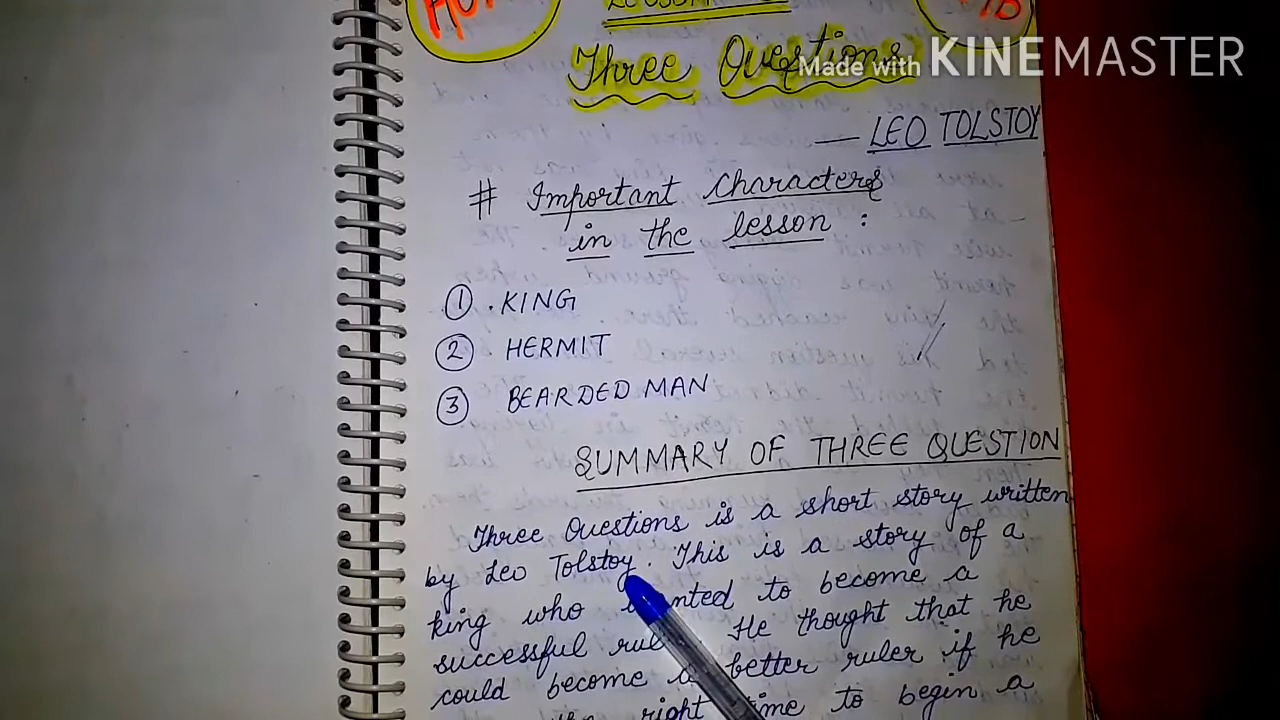 Three Questions
Made with KINEMASTER
— LEO TOLSTOY
# Important Characters
in the lesson :
1 . KING
2 HERMIT
3 BEARDED MAN
SUMMARY OF THREE QUESTION
Three Questions is a short story written
by Leo Tolstoy. This is a story of a
king who to become a
successful He thought that he
could become a better ruler if he
right time to begin a